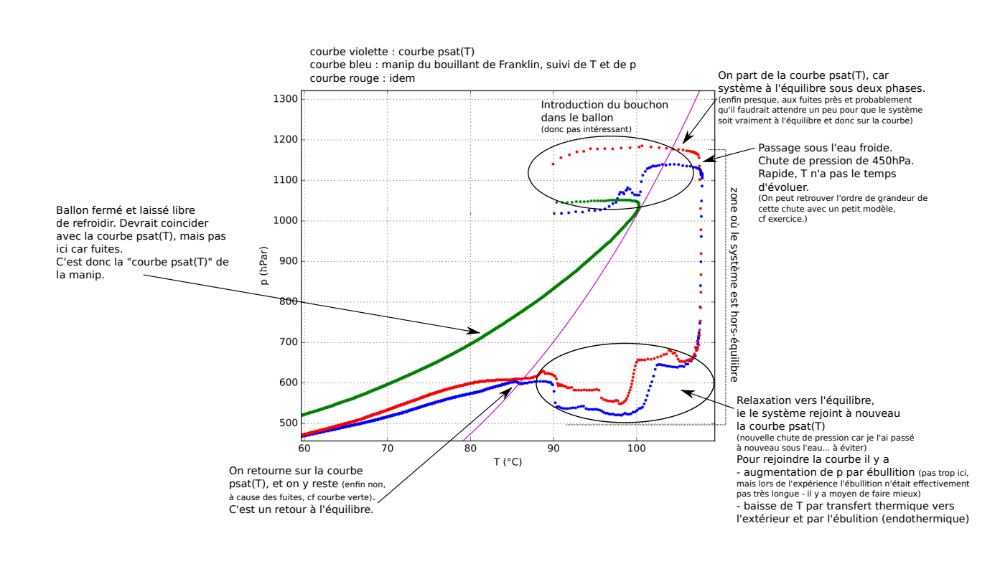 courbe violette : courbe psat(T)
courbe bleu : manip du bouillant de Franklin, suivi de T et de p
courbe rouge : idem
On part de la courbe psat(T), car
système à l'équilibre sous deux phases.
(enfin presque, aux fuites près et probablement
qu'il faudrait attendre un peu pour que le système
soit vraiment à l'équilibre et donc sur la courbe)
Introduction du bouchon
dans le ballon
(donc pas intéressant)
Passage sous l'eau froide.
Chute de pression de 450hPa.
Rapide, T n'a pas le temps
d'évoluer.
(On peut retrouver l'ordre de grandeur de
cette chute avec un petit modèle,
cf exercice.)
zone où le système est hors-équilibre
Ballon fermé et laissé libre
de refroidir. Devrait coincider
avec la courbe psat(T), mais pas
ici car fuites.
C'est donc la "courbe psat(T)" de
la manip.
p (hPar)
1300
1200
1100
1000
900
800
700
600
500
60 70 80 90 100
T (°C)
On retourne sur la courbe
psat(T), et on y reste (enfin non,
à cause des fuites, cf courbe verte).
C'est un retour à l'équilibre.
Relaxation vers l'équilibre,
ie le système rejoint à nouveau
la courbe psat(T)
(nouvelle chute de pression car je l'ai passé
à nouveau sous l'eau... à éviter)
Pour rejoindre la courbe il y a
- augmentation de p par ébullition (pas trop ici,
mais lors de l'expérience l'ébullition n'était effectivement
pas très longue - il y a moyen de faire mieux)
- baisse de T par transfert thermique vers
l'extérieur et par l'ébulition (endothermique)